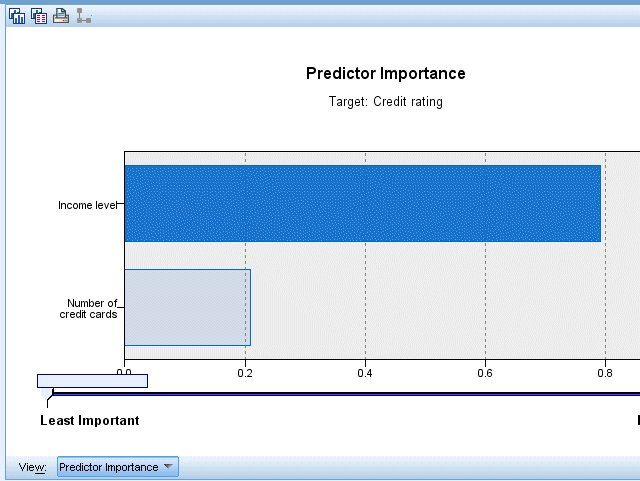 Predictor Importance
Target: Credit rating
Income level
Number of
credit cards
0.0
0.2
0.4
0.6
0.8
Least Important
View:
Predictor Importance